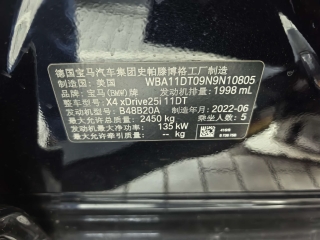 德国宝马汽车集团史帕滕博格工厂制造
制造国：美国 WBA11DT09N9N10805
品牌：宝马(BMW)牌 发动机排量：1998 mL
整车型号：X4 xDrive25i 11DT
发动机型号：B48B20A 制造年月：2022-06
最大允许总质量：2450 kg 乘坐人数：5
发动机最大净功率：135 kW
最大允许牵引质量：-- kg